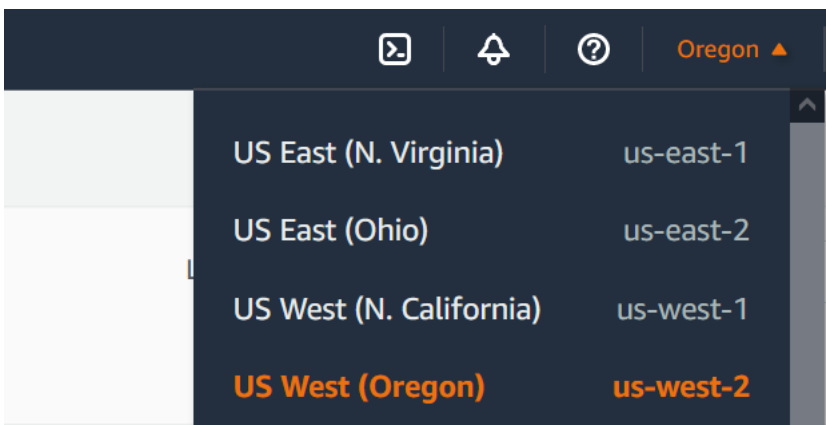 Oregon ▲
US East (N. Virginia) us-east-1
US East (Ohio) us-east-2
US West (N. California) us-west-1
US West (Oregon) us-west-2